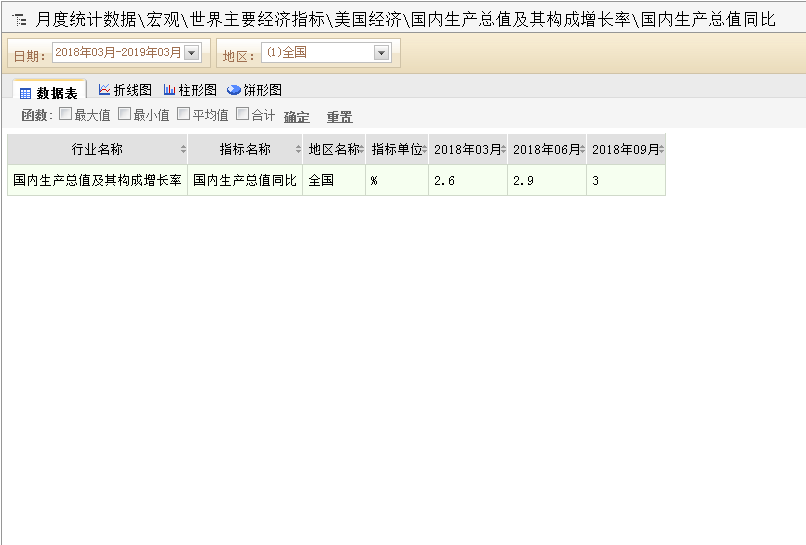 月度统计数据\宏观\世界主要经济指标\美国经济\国内生产总值及其构成增长率\国内生产总值同比
日期: 2018年03月-2019年03月 地区: (1)全国
数据表 折线图 柱形图 饼形图
函数: 最大值 最小值 平均值 合计 确定 重置
行业名称 指标名称 地区名称 指标单位 2018年03月 2018年06月 2018年09月
国内生产总值及其构成增长率 国内生产总值同比 全国 % 2.6 2.9 3